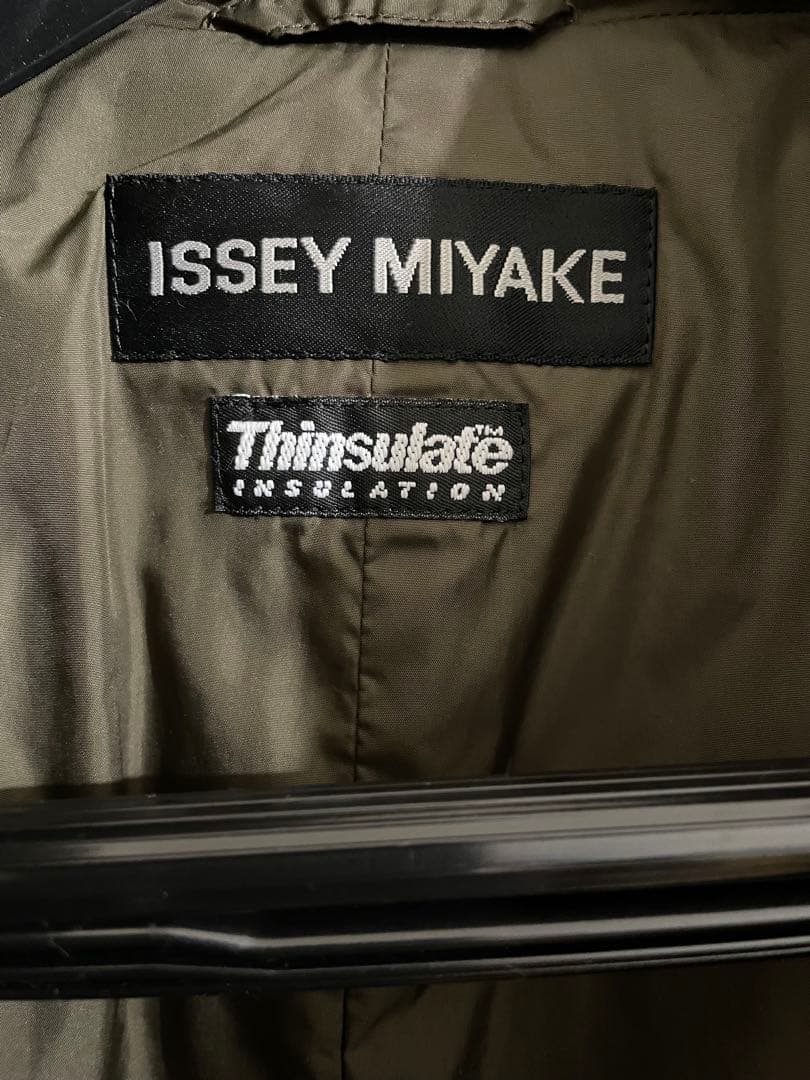 ISSEY MIYAKE
Thinsulate™
INSULATION